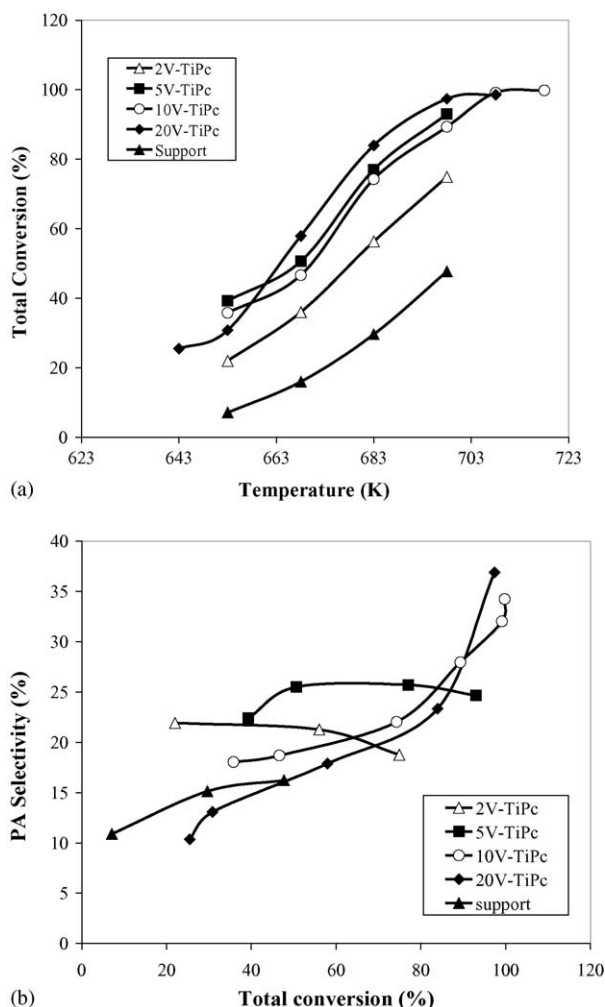 120
100
80
60
40
20
0
Total Conversion (%)
2V-TiPc
5V-TiPc
10V-TiPc
20V-TiPc
Support
623 643 663 683 703 723
(a) Temperature (K)
40
35
30
25
20
15
10
5
0
PA Selectivity (%)
2V-TiPc
5V-TiPc
10V-TiPc
20V-TiPc
support
0 20 40 60 80 100 120
(b) Total conversion (%)